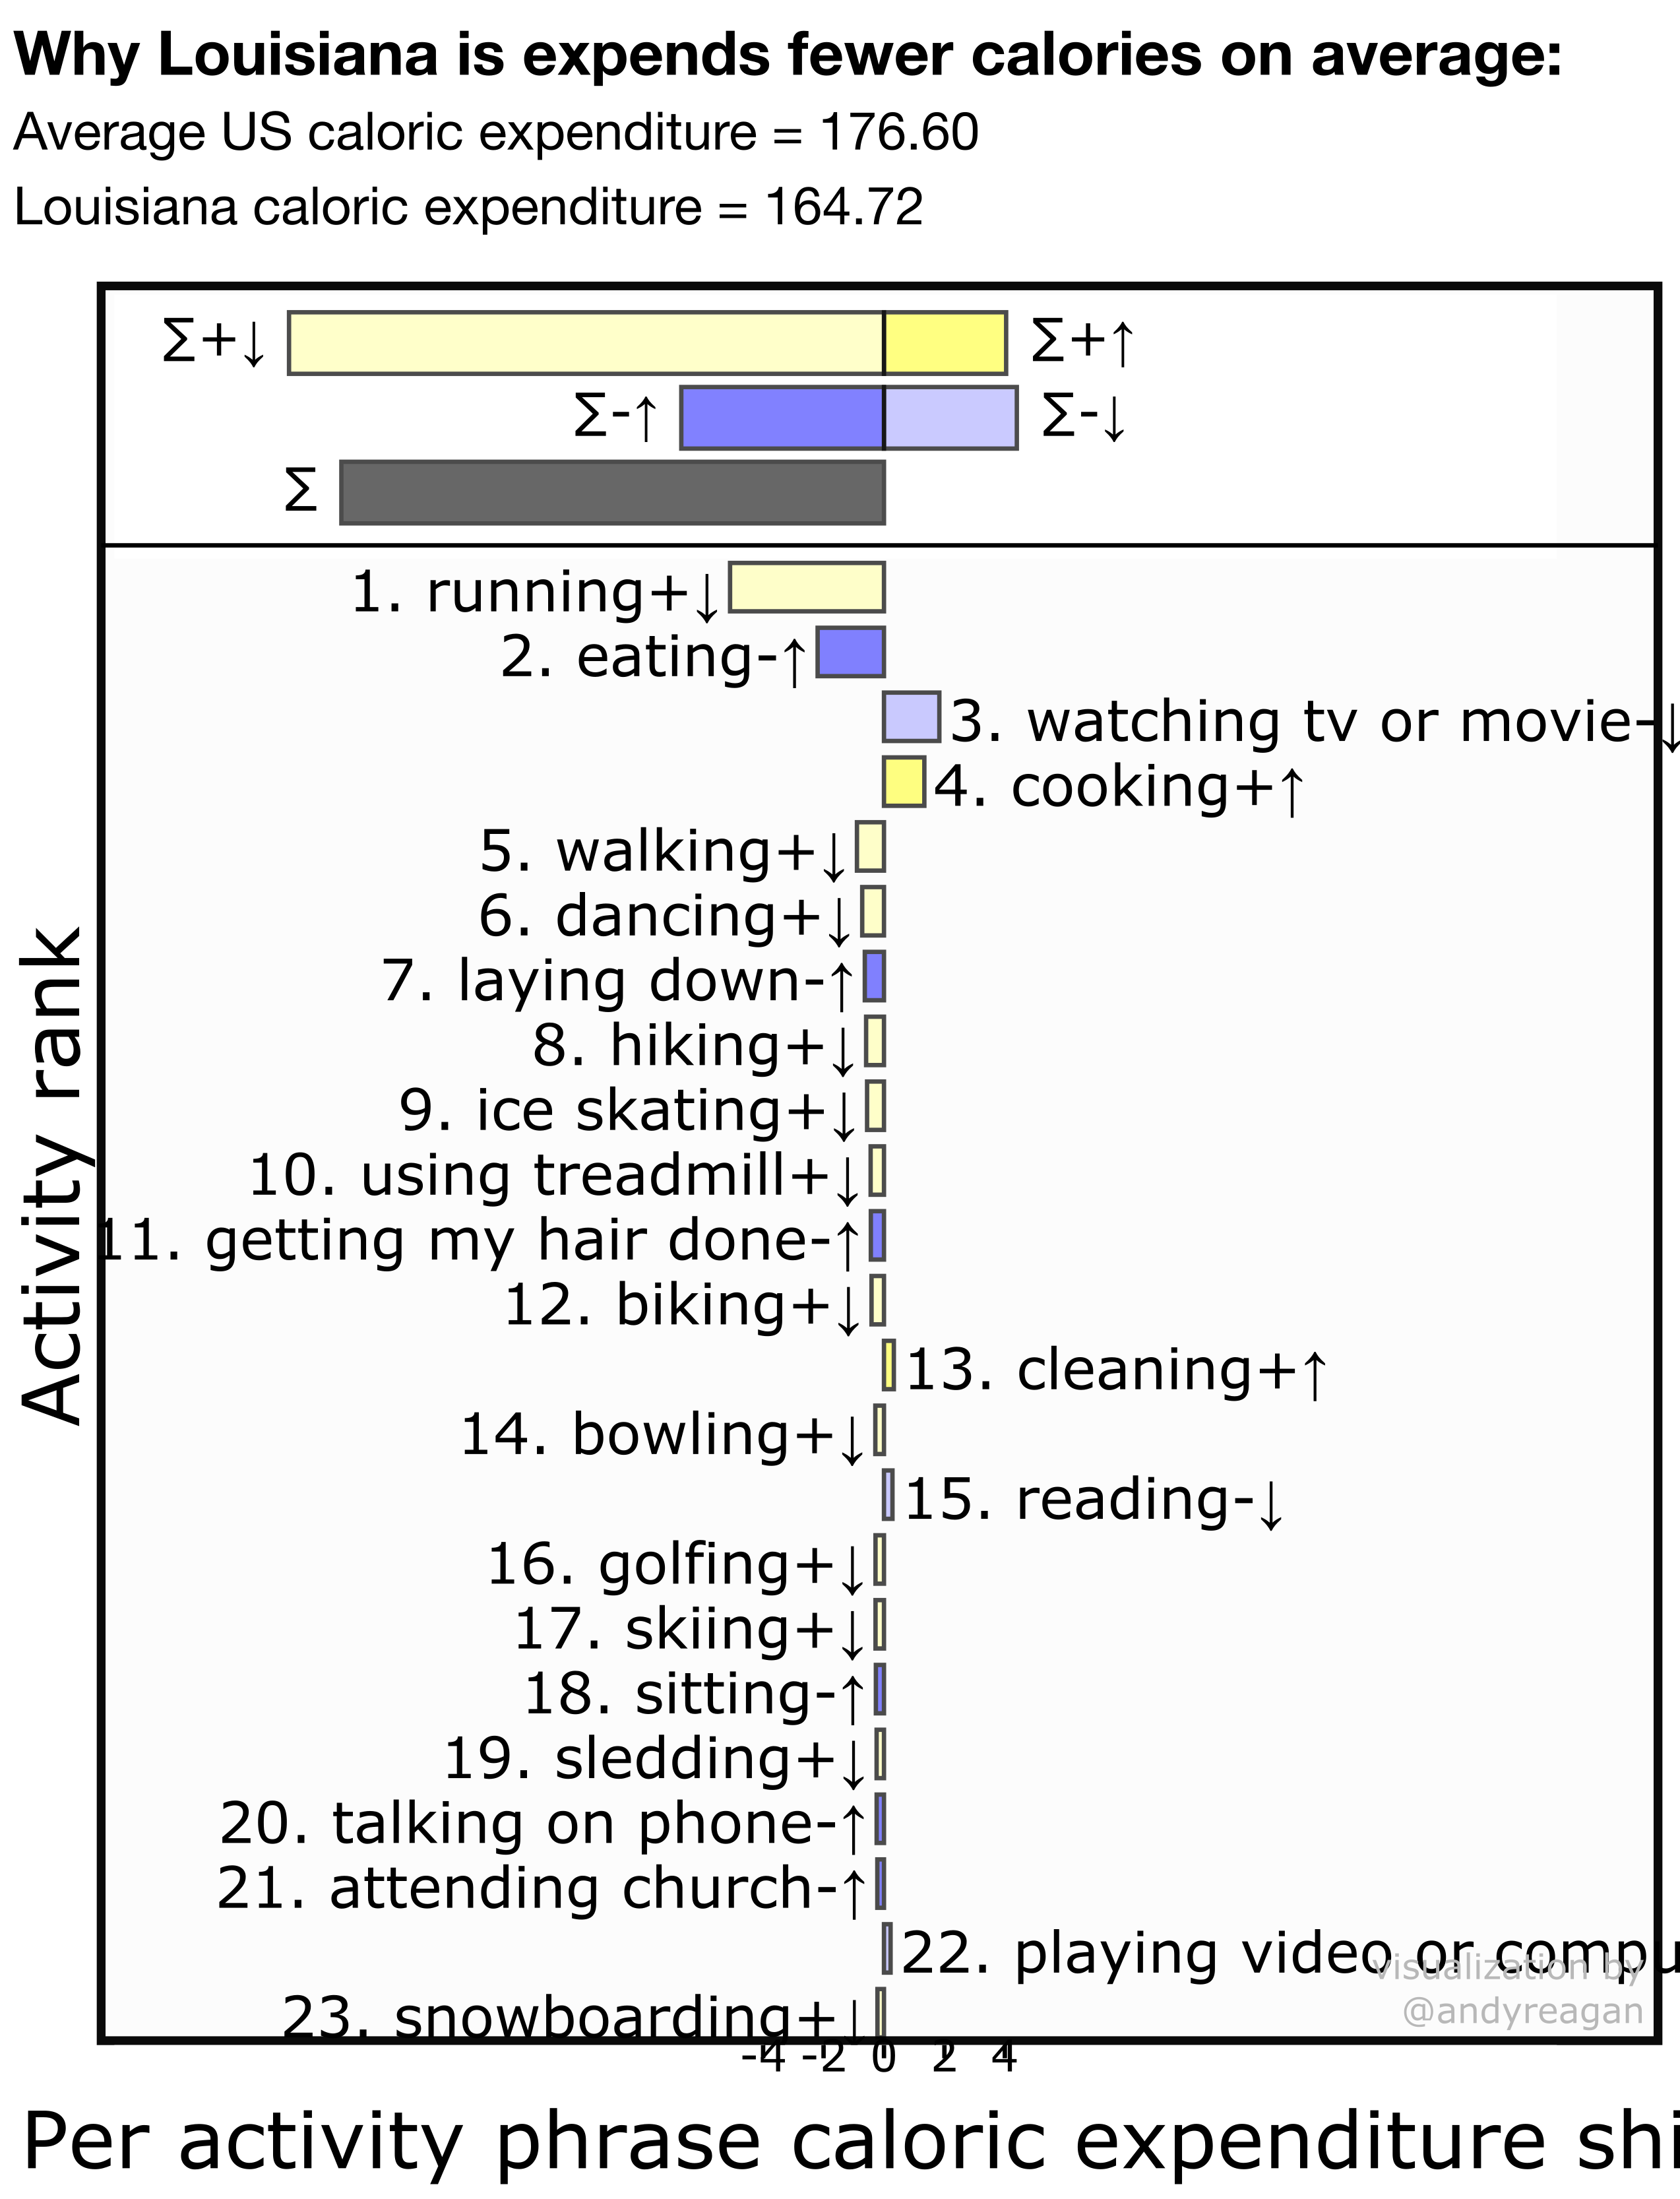 Why Louisiana is expends fewer calories on average:
Average US caloric expenditure = 176.60
Louisiana caloric expenditure = 164.72
∑+↓ ∑+↑
∑-↑ ∑-↓
∑
1. running+↓
2. eating-↑
3. watching tv or movie-↓
4. cooking+↑
5. walking+↓
6. dancing+↓
7. laying down-↑
8. hiking+↓
9. ice skating+↓
10. using treadmill+↓
11. getting my hair done-↑
12. biking+↓
13. cleaning+↑
14. bowling+↓
15. reading-↓
16. golfing+↓
17. skiing+↓
18. sitting-↑
19. sledding+↓
20. talking on phone-↑
21. attending church-↑
22. playing video or compu
23. snowboarding+↓
visualization by
@andyreagan
-4 -2 0 2 4
Activity rank
Per activity phrase caloric expenditure shi